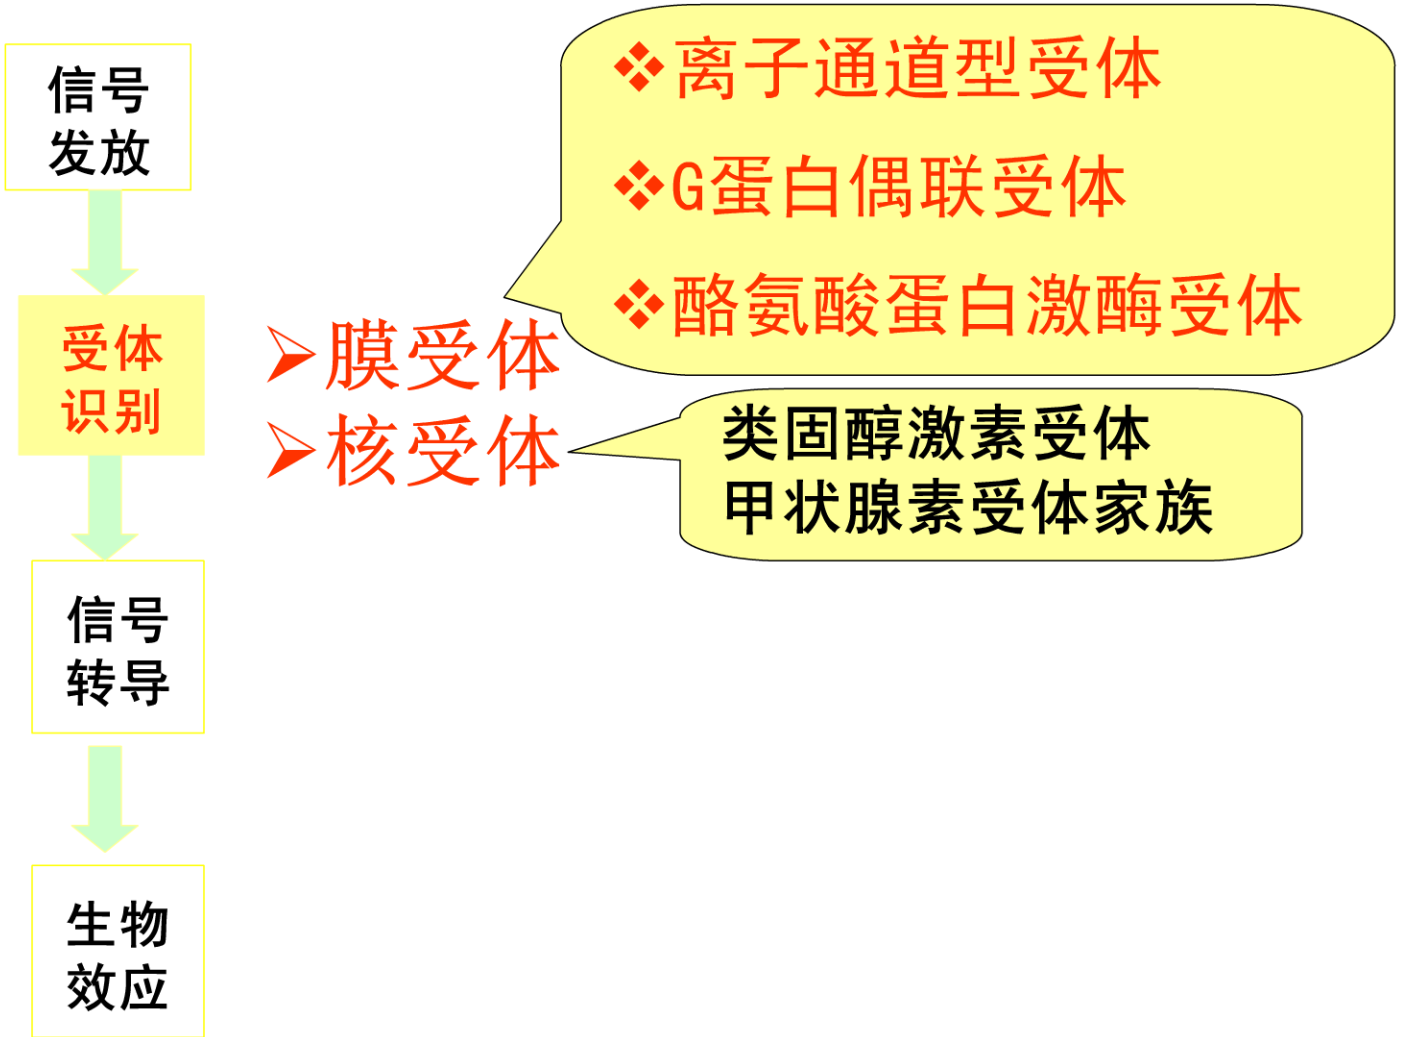 信号
发放
受体
识别
信号
转导
生物
效应
➢膜受体
➢核受体
❖离子通道型受体
❖G蛋白偶联受体
❖酪氨酸蛋白激酶受体
类固醇激素受体
甲状腺素受体家族